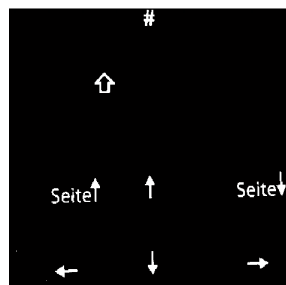 #
⇧
Seite↑ ↑ Seite↓
← ↓ →